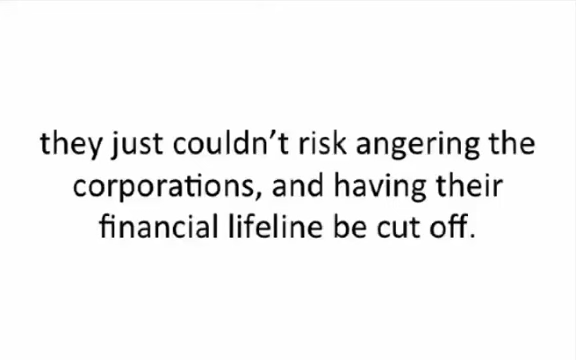 they just couldn’t risk angering the
corporations, and having their
financial lifeline be cut off.